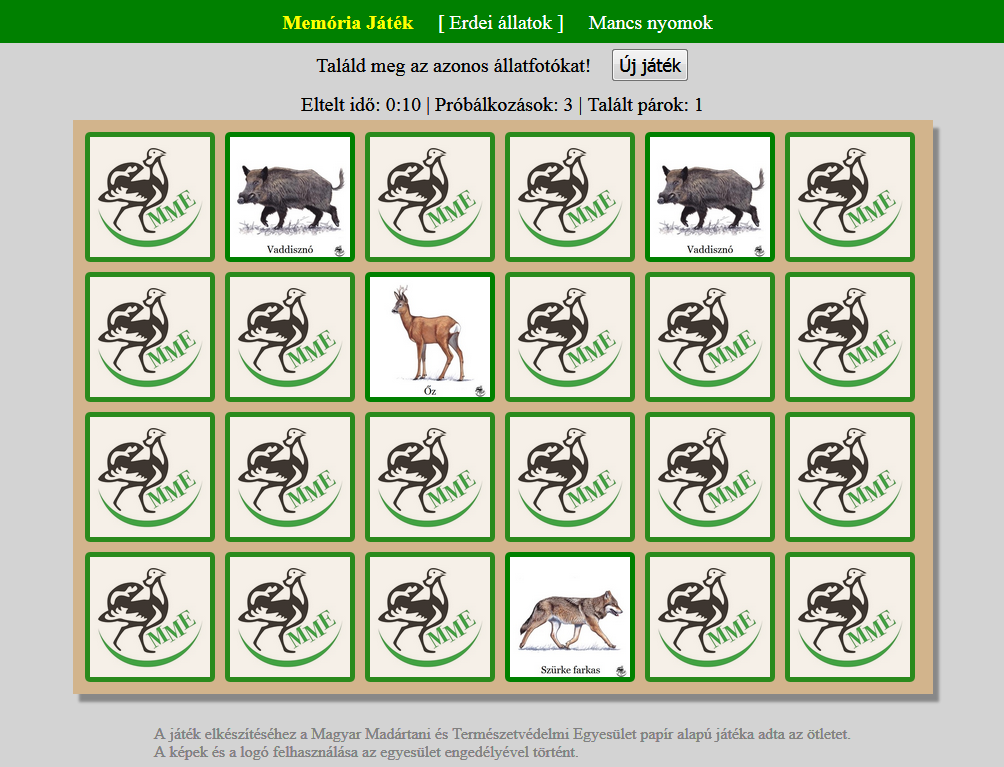 Memória Játék [ Erdei állatok ] Mancs nyomok
Találd meg az azonos állatfotókat! Új játék
Eltelt idő: 0:10 | Próbálkozások: 3 | Talált párok: 1
MME Vaddisznó MME MME Vaddisznó MME
MME MME Őz MME MME MME
MME MME MME MME MME MME
MME MME MME Szürke farkas MME MME
A játék elkészítéséhez a Magyar Madártani és Természetvédelmi Egyesület papír alapú játéka adta az ötletet.
A képek és a logó felhasználása az egyesület engedélyével történt.